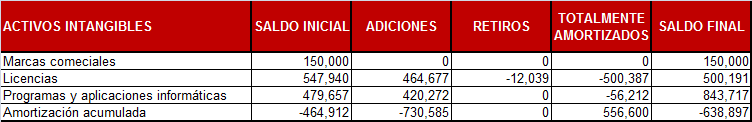 ACTIVOS INTANGIBLES SALDO INICIAL ADICIONES RETIROS TOTALMENTE AMORTIZADOS SALDO FINAL
Marcas comeciales 150,000 0 0 0 150,000
Licencias 547,940 464,677 -12,039 -500,387 500,191
Programas y aplicaciones informáticas 479,657 420,272 0 -56,212 843,717
Amortización acumulada -464,912 -730,585 0 556,600 -638,897